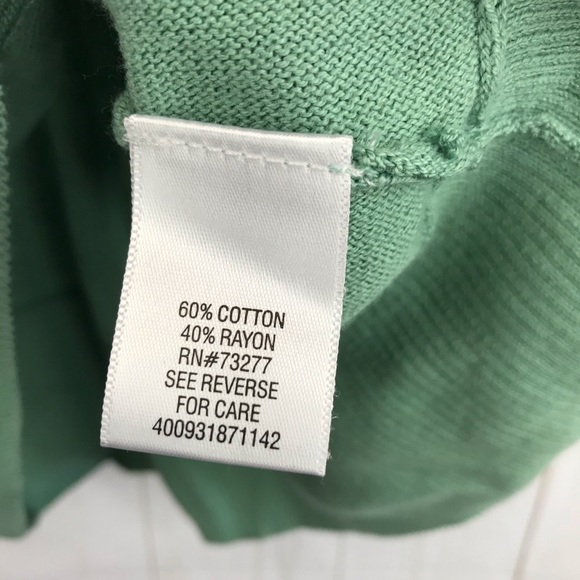 60% COTTON
40% RAYON
RN#73277
SEE REVERSE
FOR CARE
400931871142